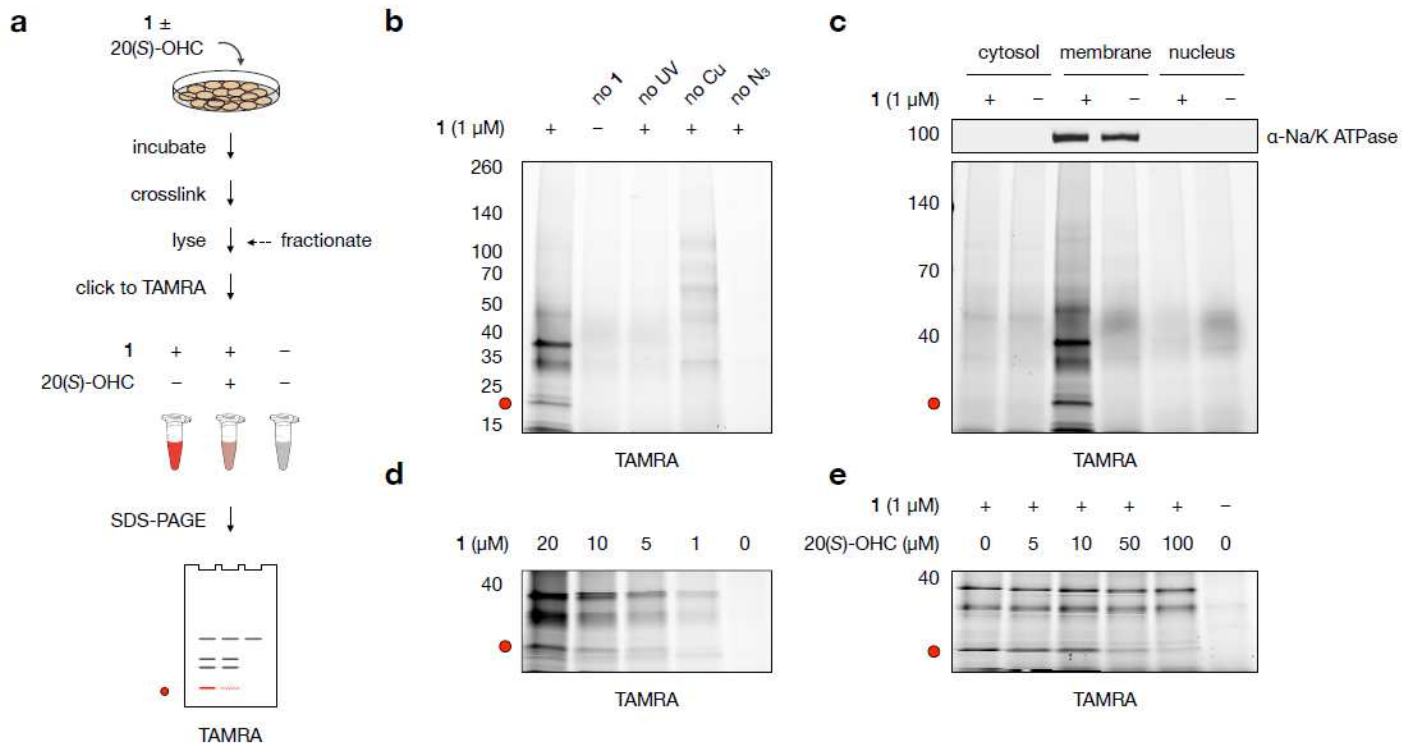 a
1 ±
20(S)-OHC
incubate
crosslink
lyse
fractionate
click to TAMRA
1 + + −
20(S)-OHC − + −
SDS-PAGE
TAMRA
b
no 1 no UV no Cu no N₃
1 (1 μM) + − + + +
260
140
100
70
50
40
35
25
15
TAMRA
c
cytosol membrane nucleus
1 (1 μM) + − + − + −
100 α-Na/K ATPase
140
70
40
TAMRA
d
1 (μM) 20 10 5 1 0
40
TAMRA
e
1 (1 μM) + + + + + −
20(S)-OHC (μM) 0 5 10 50 100 0
40
TAMRA